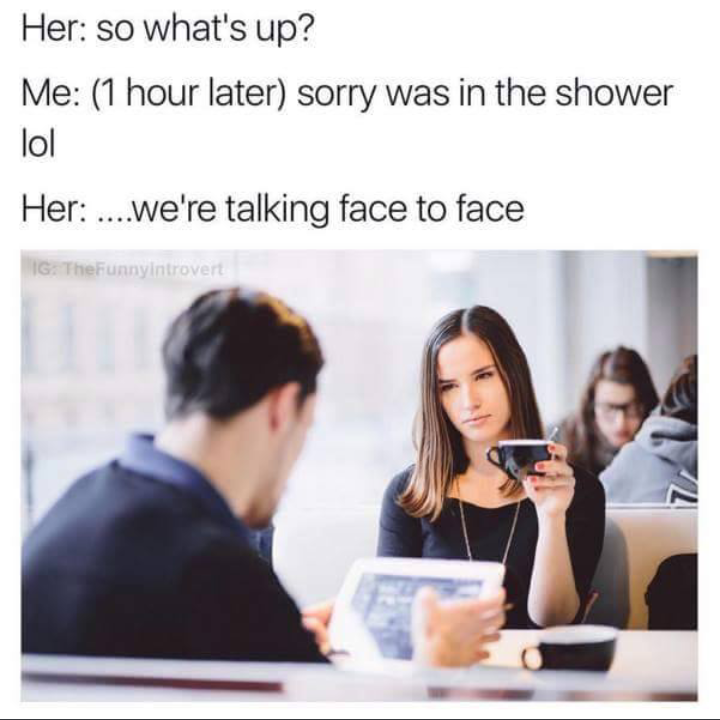 Her: so what's up?
Me: (1 hour later) sorry was in the shower
lol
Her: ....we're talking face to face
IG: TheFunnyIntrovert